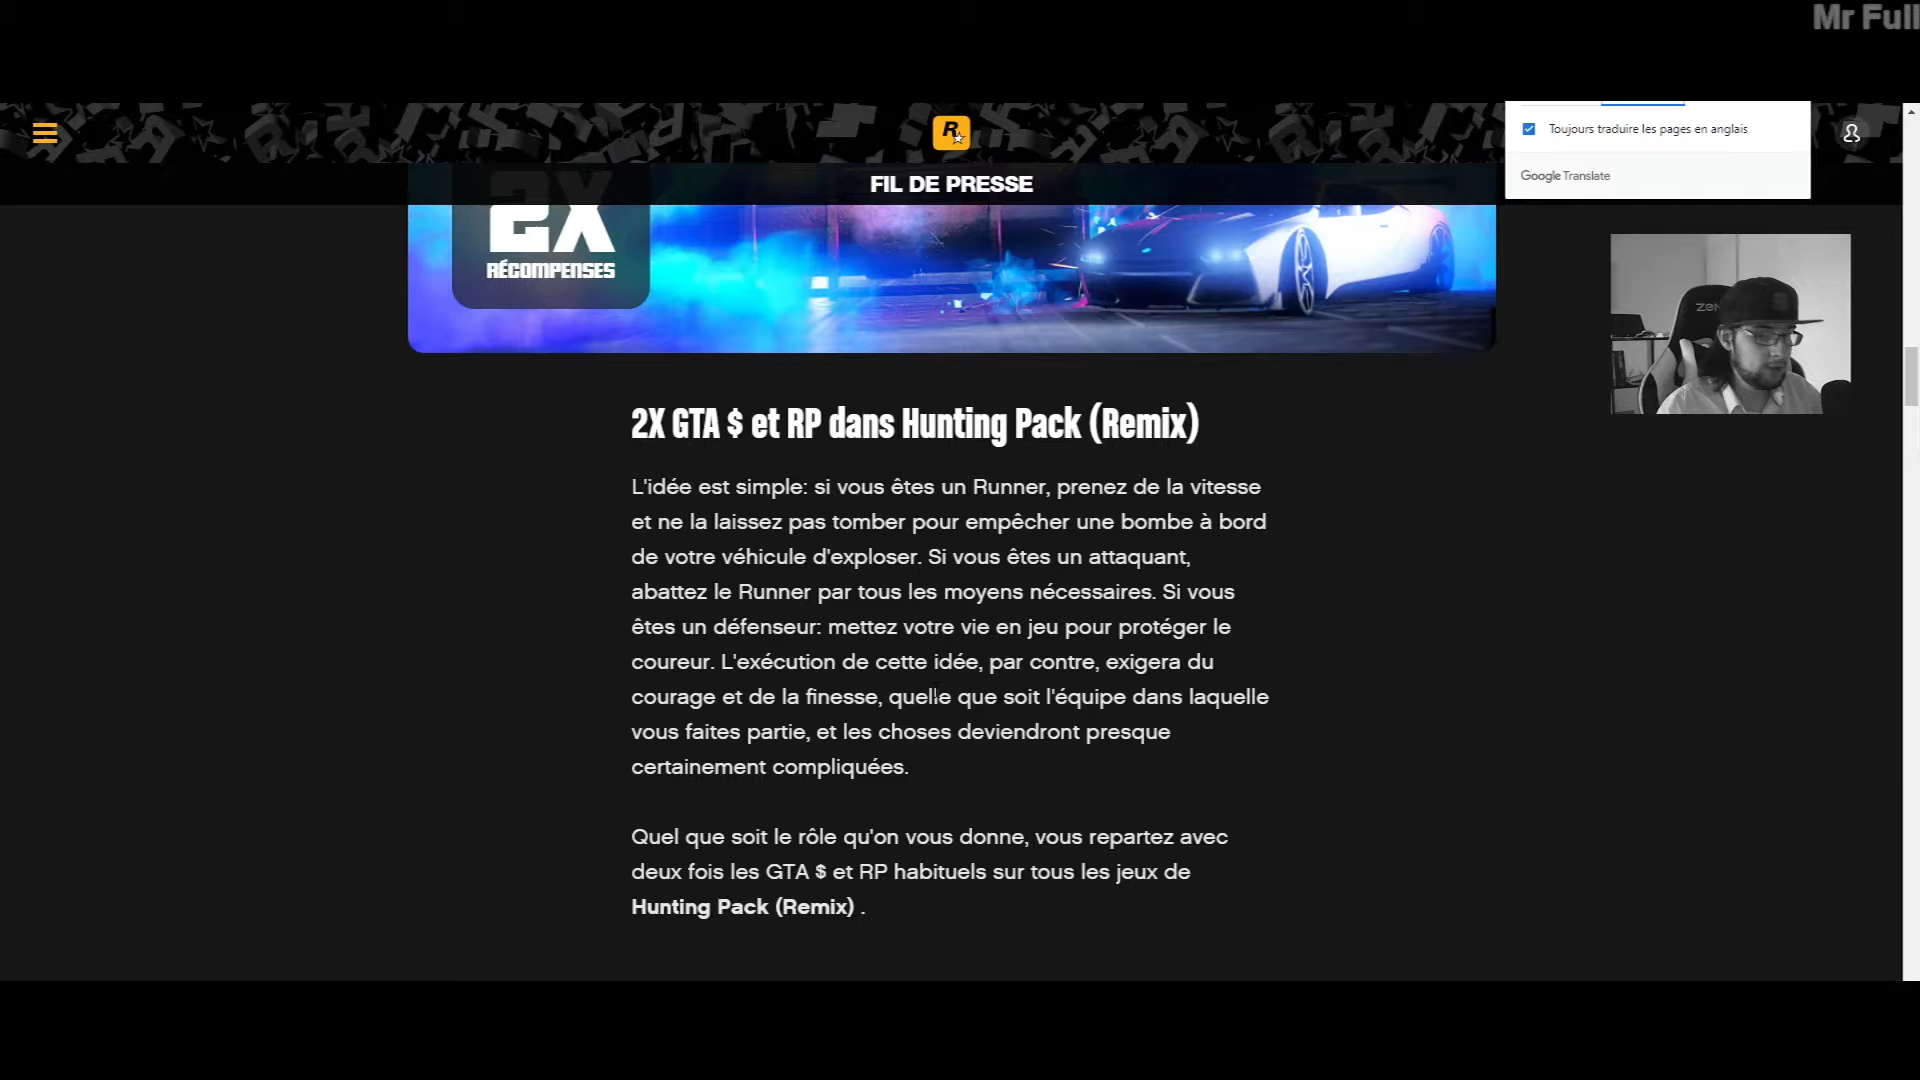 Mr Full
Toujours traduire les pages en anglais
Google Translate
FIL DE PRESSE
2X
RÉCOMPENSES
2X GTA $ et RP dans Hunting Pack (Remix)
L'idée est simple: si vous êtes un Runner, prenez de la vitesse
et ne la laissez pas tomber pour empêcher une bombe à bord
de votre véhicule d'exploser. Si vous êtes un attaquant,
abattez le Runner par tous les moyens nécessaires. Si vous
êtes un défenseur: mettez votre vie en jeu pour protéger le
coureur. L'exécution de cette idée, par contre, exigera du
courage et de la finesse, quelle que soit l'équipe dans laquelle
vous faites partie, et les choses deviendront presque
certainement compliquées.
Quel que soit le rôle qu'on vous donne, vous repartez avec
deux fois les GTA $ et RP habituels sur tous les jeux de
Hunting Pack (Remix) .